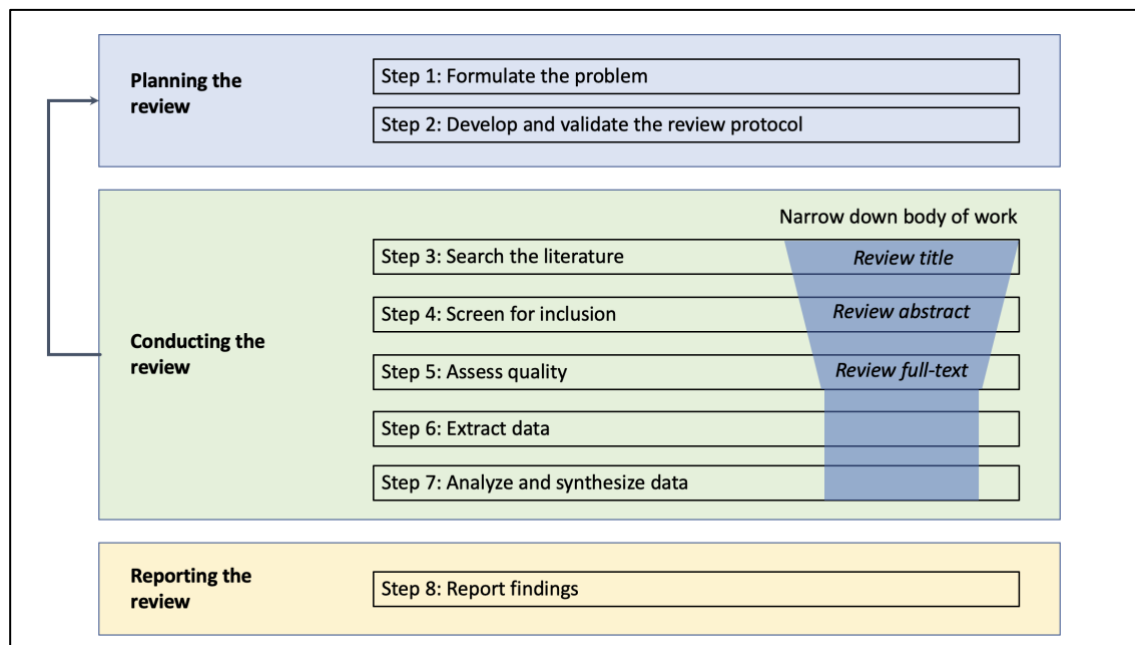 Planning the
review
Step 1: Formulate the problem
Step 2: Develop and validate the review protocol
Narrow down body of work
Conducting the
review
Step 3: Search the literature
Review title
Step 4: Screen for inclusion
Review abstract
Step 5: Assess quality
Review full-text
Step 6: Extract data
Step 7: Analyze and synthesize data
Reporting the
review
Step 8: Report findings